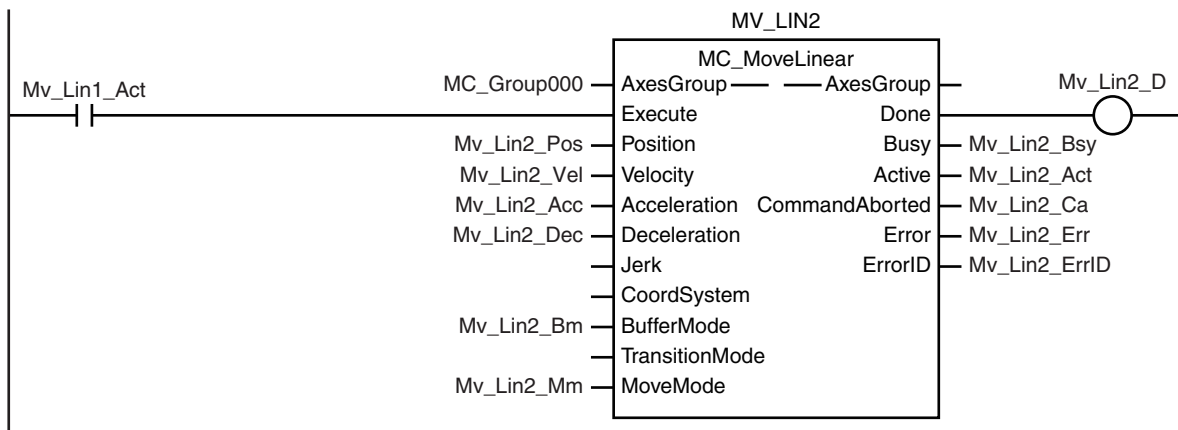 MV_LIN2
MC_MoveLinear
Mv_Lin1_Act
MC_Group000 AxesGroup AxesGroup Mv_Lin2_D
Execute Done
Mv_Lin2_Pos Position Busy Mv_Lin2_Bsy
Mv_Lin2_Vel Velocity Active Mv_Lin2_Act
Mv_Lin2_Acc Acceleration CommandAborted Mv_Lin2_Ca
Mv_Lin2_Dec Deceleration Error Mv_Lin2_Err
Jerk ErrorID Mv_Lin2_ErrID
CoordSystem
Mv_Lin2_Bm BufferMode
TransitionMode
Mv_Lin2_Mm MoveMode